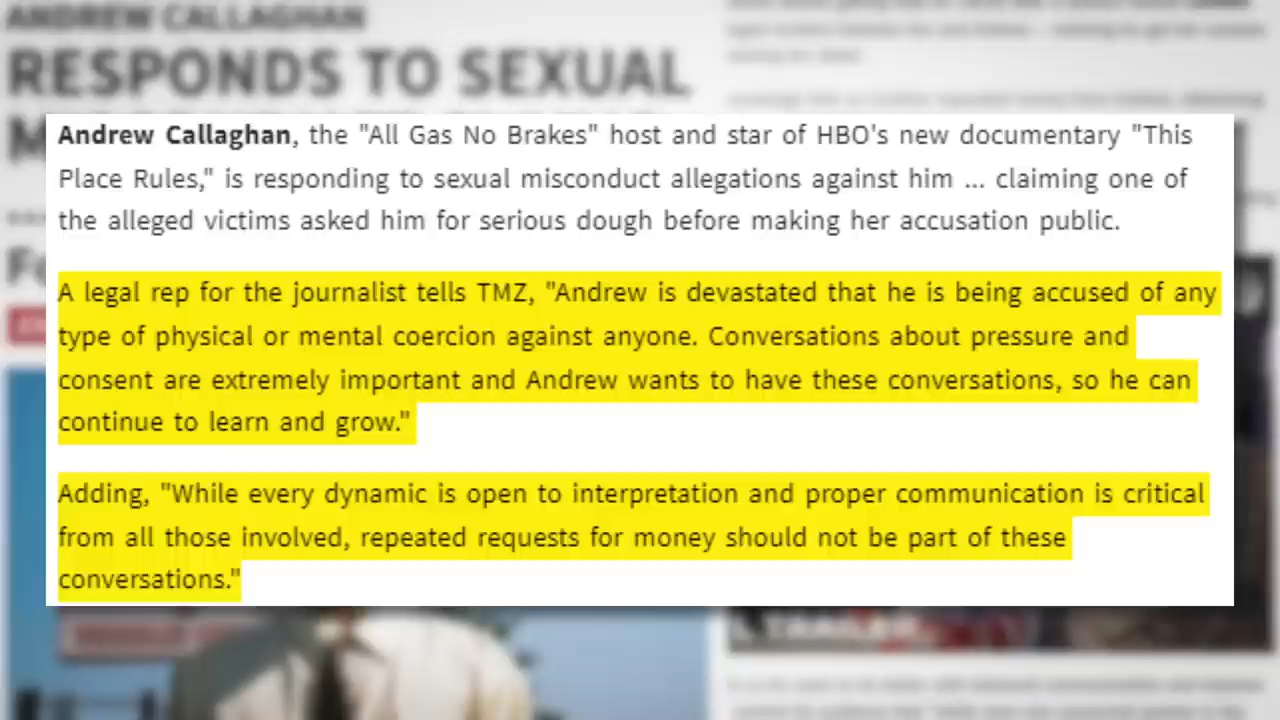 ANDREW CALLAGHAN
RESPONDS TO SEXUAL
Andrew Callaghan, the "All Gas No Brakes" host and star of HBO's new documentary "This
Place Rules," is responding to sexual misconduct allegations against him ... claiming one of
the alleged victims asked him for serious dough before making her accusation public.
A legal rep for the journalist tells TMZ, "Andrew is devastated that he is being accused of any
type of physical or mental coercion against anyone. Conversations about pressure and
consent are extremely important and Andrew wants to have these conversations, so he can
continue to learn and grow."
Adding, "While every dynamic is open to interpretation and proper communication is critical
from all those involved, repeated requests for money should not be part of these
conversations."